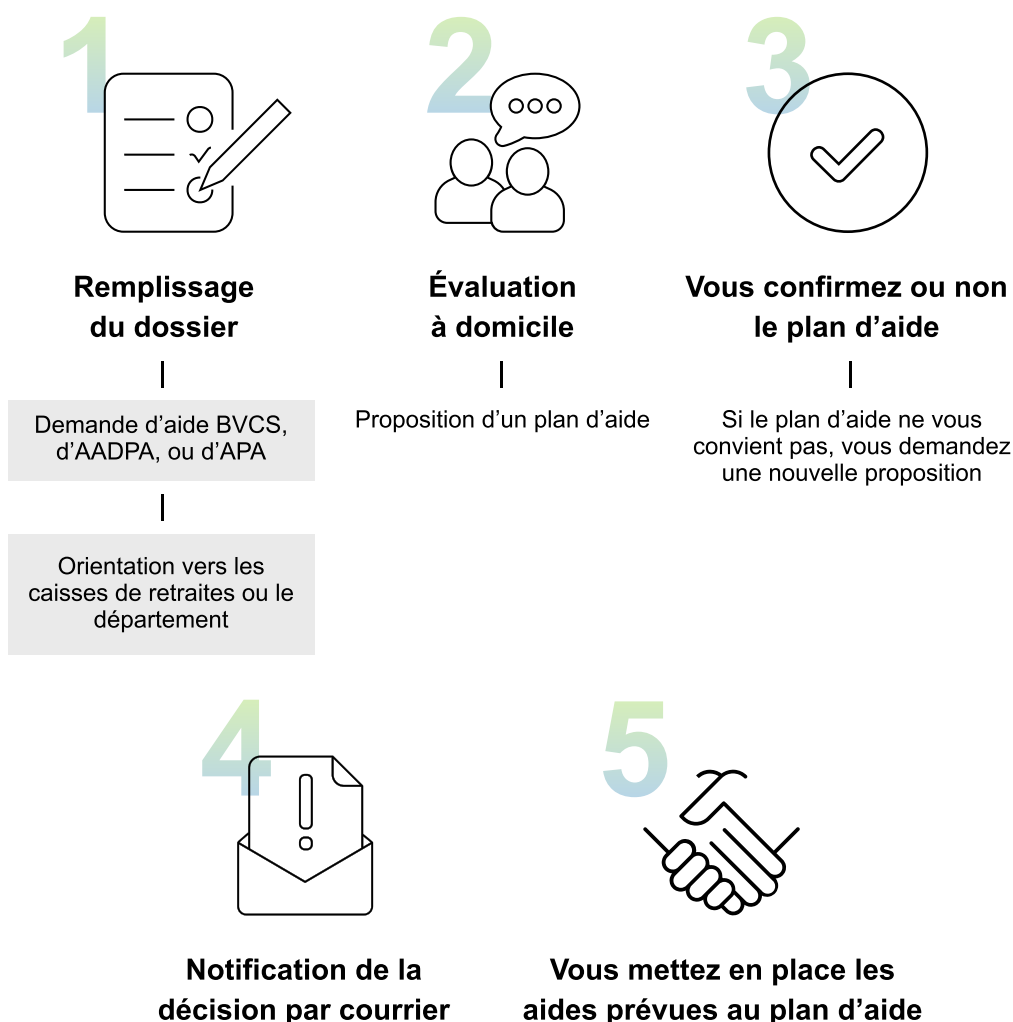 1
Remplissage
du dossier
Demande d’aide BVCS,
d’AADPA, ou d’APA
Orientation vers les
caisses de retraites ou le
département
2
Évaluation
à domicile
Proposition d’un plan d’aide
3
Vous confirmez ou non
le plan d’aide
Si le plan d’aide ne vous
convient pas, vous demandez
une nouvelle proposition
4
Notification de la
décision par courrier
5
Vous mettez en place les
aides prévues au plan d’aide